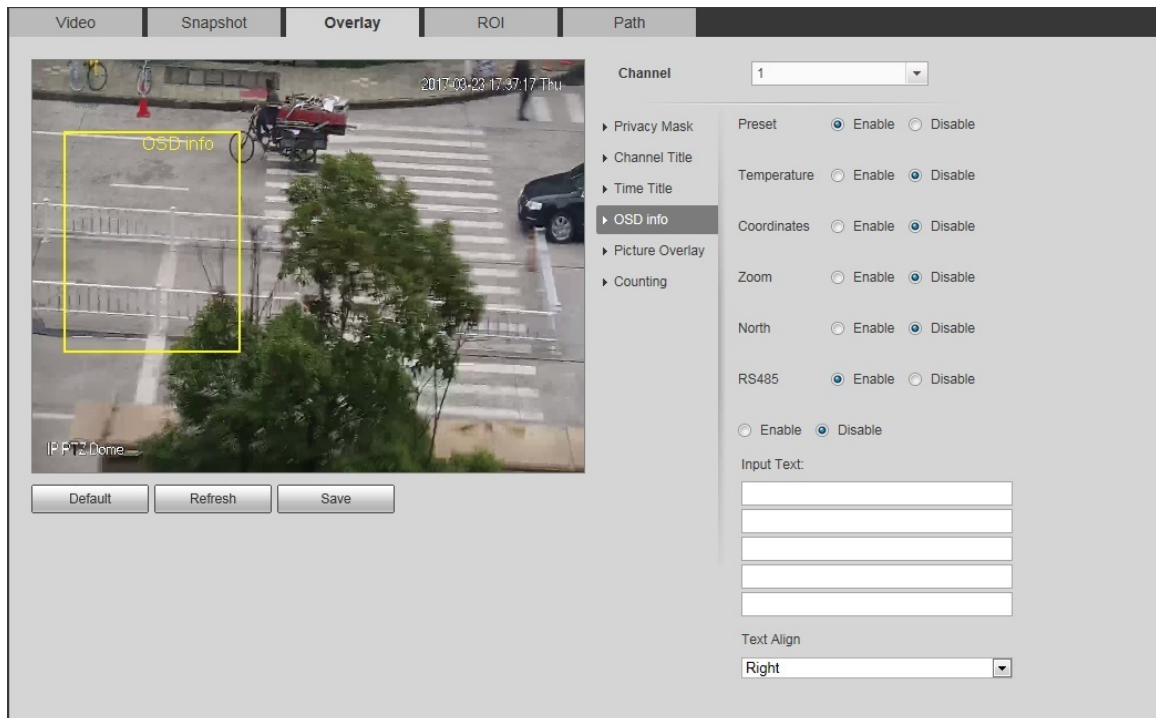 Video Snapshot Overlay ROI Path
2017-03-23 17:37:17 Thu
OSD info
IP PTZ Dome
Default Refresh Save
Channel 1
Privacy Mask
Channel Title
Time Title
OSD info
Picture Overlay
Counting
Preset Enable Disable
Temperature Enable Disable
Coordinates Enable Disable
Zoom Enable Disable
North Enable Disable
RS485 Enable Disable
Enable Disable
Input Text:
Text Align
Right